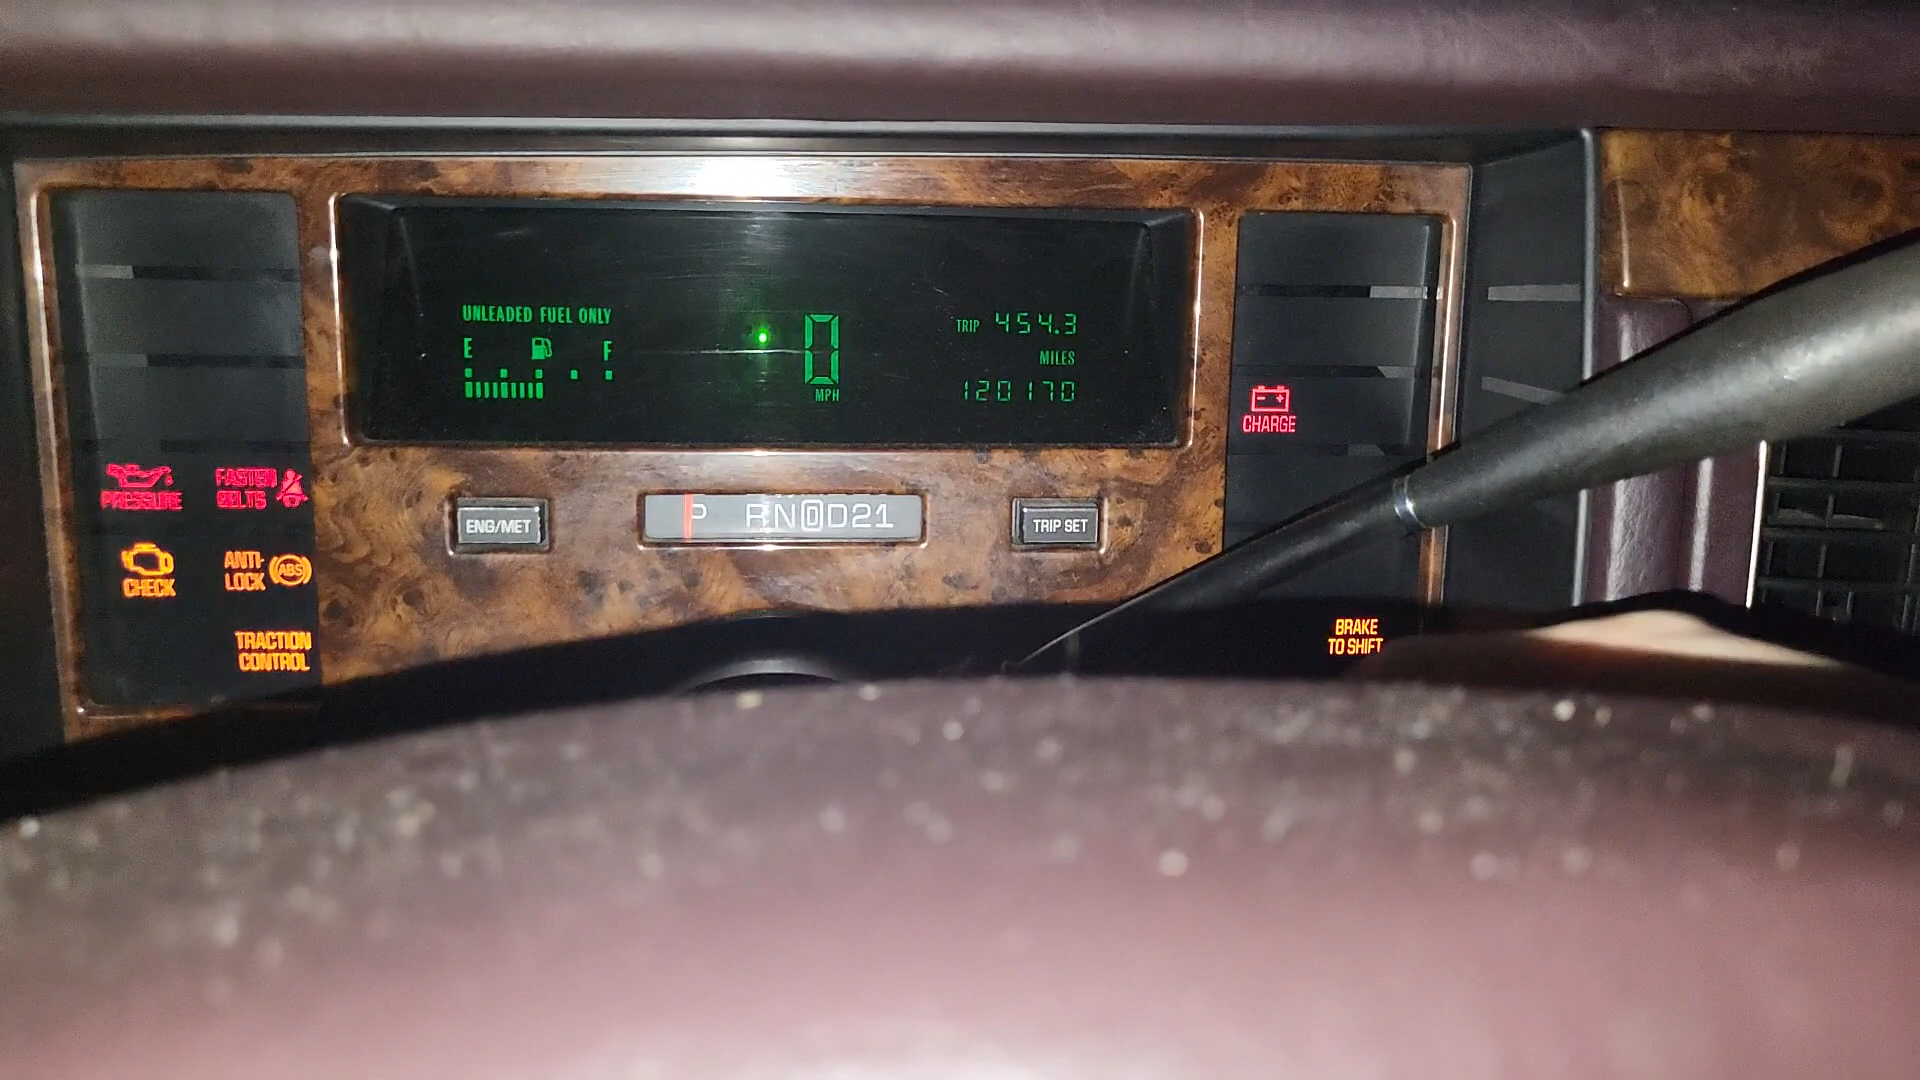 UNLEADED FUEL ONLY
E F
0
MPH
TRIP 454.3
MILES
120170
CHARGE
PRESSURE
FASTEN
BELTS
CHECK
ANTI-
LOCK
ABS
TRACTION
CONTROL
ENG/MET
P RN0D21
TRIP SET
BRAKE
TO SHIFT